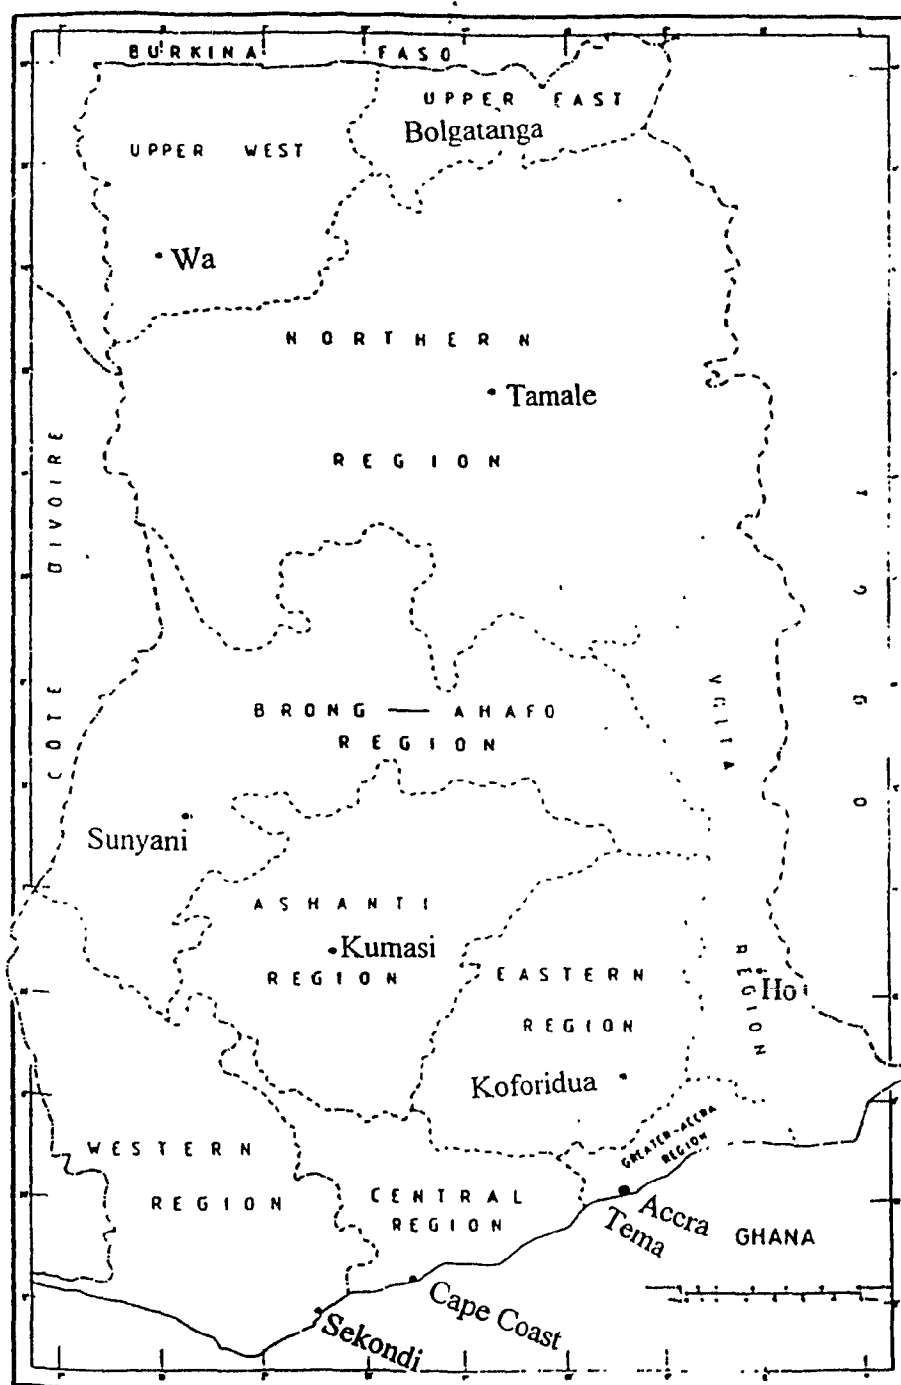 BURKINA FASO
UPPER EAST
Bolgatanga
UPPER WEST
Wa
NORTHERN
Tamale
REGION
COTE DIVOIRE
TOGO
VOLTA
BRONG — AHAFO
REGION
Sunyani
ASHANTI
Kumasi
REGION
EASTERN
REGION
REGION
Ho
Koforidua
GREATER-ACCRA
REGION
WESTERN
REGION
CENTRAL
REGION
Accra
Tema
GHANA
Cape Coast
Sekondi